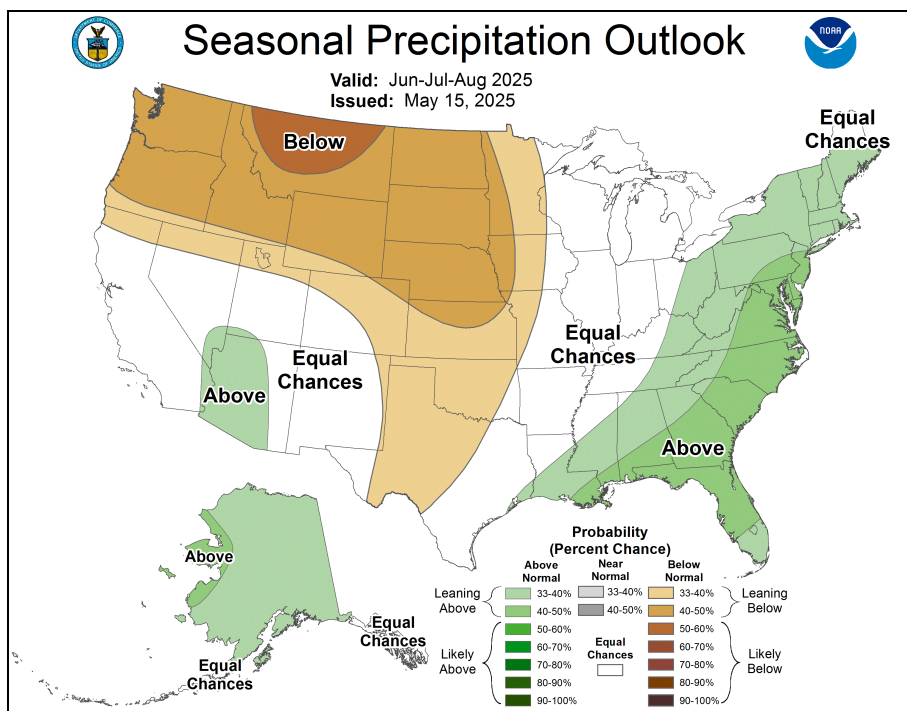 Seasonal Precipitation Outlook
NOAA
Valid: Jun-Jul-Aug 2025
Issued: May 15, 2025
Below
Equal
Chances
Equal
Chances
Equal
Chances
Above
Above
Above
Equal
Chances
Equal
Chances
Probability
(Percent Chance)
Above
Normal
Near
Normal
Below
Normal
Leaning
Above
33-40%
40-50%
33-40%
40-50%
33-40%
40-50%
Leaning
Below
Likely
Above
50-60%
60-70%
70-80%
80-90%
90-100%
Equal
Chances
50-60%
60-70%
70-80%
80-90%
90-100%
Likely
Below